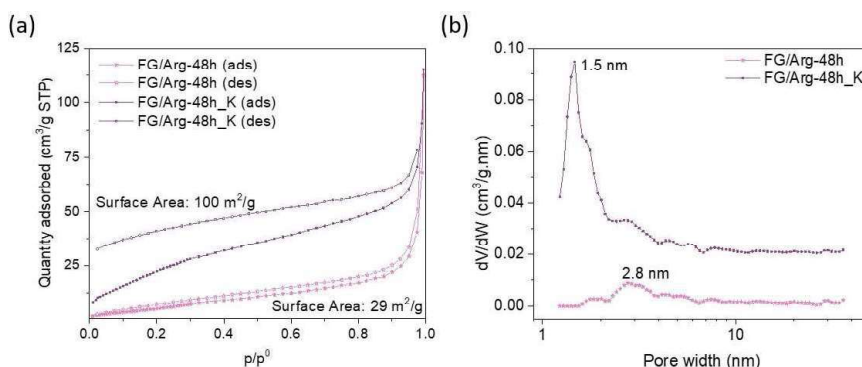 (a)
125
100
75
50
25
Quantity adsorbed (cm³/g STP)
FG/Arg-48h (ads)
FG/Arg-48h (des)
FG/Arg-48h_K (ads)
FG/Arg-48h_K (des)
Surface Area: 100 m²/g
Surface Area: 29 m²/g
0.0 0.2 0.4 0.6 0.8 1.0
p/p⁰
(b)
0.10
0.08
0.06
0.04
0.02
0.00
dV/dW (cm³/g.nm)
FG/Arg-48h
FG/Arg-48h_K
1.5 nm
2.8 nm
1 10
Pore width (nm)